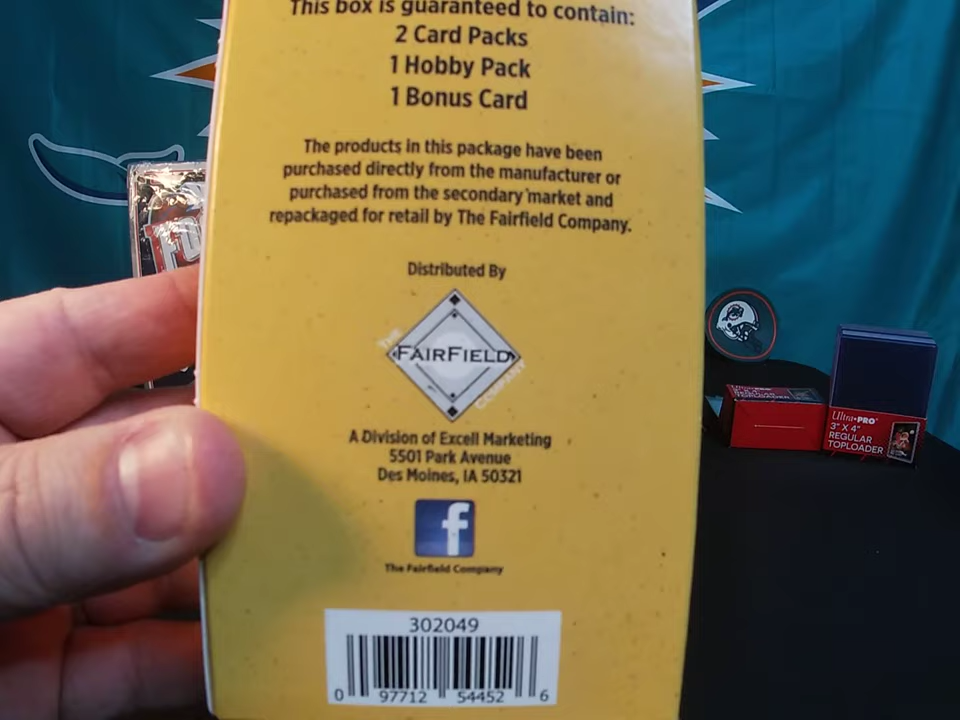 This box is guaranteed to contain:
2 Card Packs
1 Hobby Pack
1 Bonus Card
The products in this package have been
purchased directly from the manufacturer or
purchased from the secondary market and
repackaged for retail by The Fairfield Company.
Distributed By
THE
FAIRFIELD
COMPANY
A Division of Excell Marketing
5501 Park Avenue
Des Moines, IA 50321
f
The Fairfield Company
302049
0 97712 54452 6
Ultra•PRO
3" X 4"
REGULAR
TOPLOADER